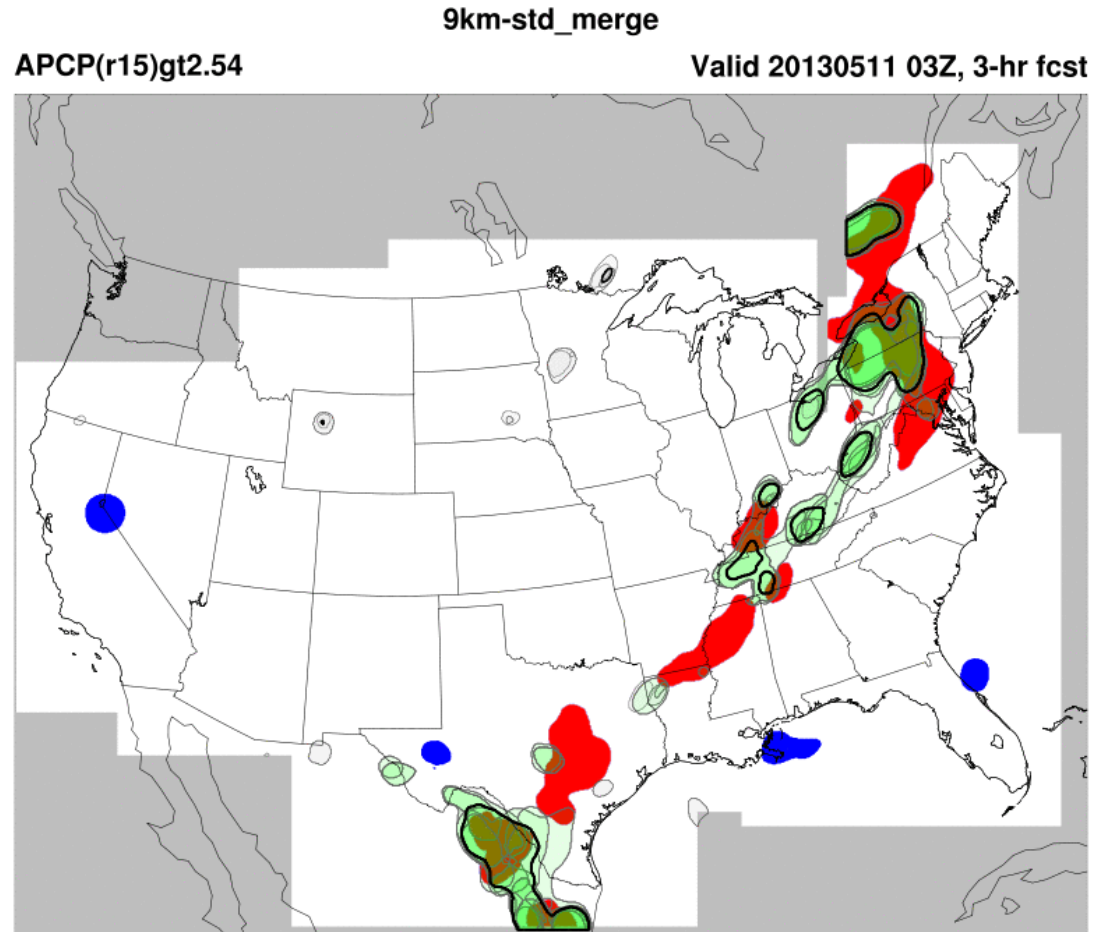 9km-std_merge
APCP(r15)gt2.54
Valid 20130511 03Z, 3-hr fcst